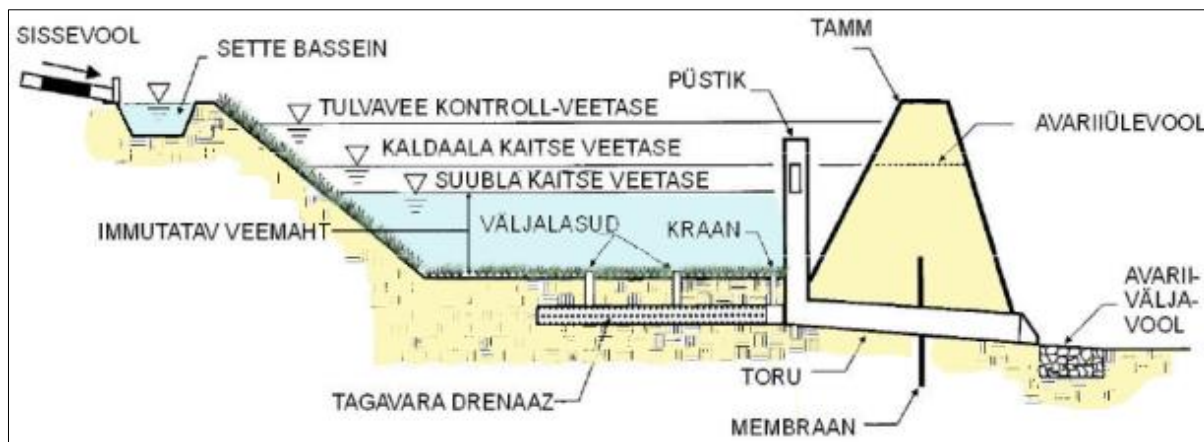 SISSEVOOL
SETTE BASSEIN
TAMM
PÜSTIK
TULVAVEE KONTROLL-VEETASE
AVARIIÜLEVOOL
KALDAALA KAITSE VEETASE
SUUBLA KAITSE VEETASE
IMMUTATAV VEEMAHT
VÄLJALASUD
KRAAN
AVARII-
VÄLJA-
VOOL
TORU
TAGAVARA DRENAAZ
MEMBRAAN